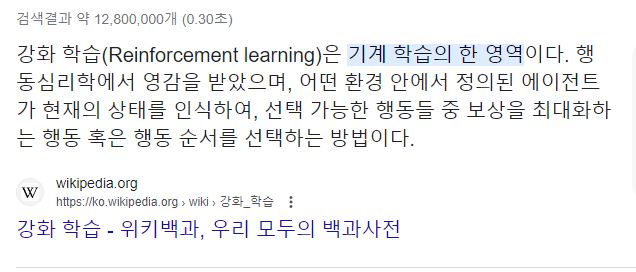 검색결과 약 12,800,000개 (0.30초)
강화 학습(Reinforcement learning)은 기계 학습의 한 영역이다. 행
동심리학에서 영감을 받았으며, 어떤 환경 안에서 정의된 에이전트
가 현재의 상태를 인식하여, 선택 가능한 행동들 중 보상을 최대화하
는 행동 혹은 행동 순서를 선택하는 방법이다.
W
wikipedia.org
https://ko.wikipedia.org › wiki › 강화_학습
강화 학습 - 위키백과, 우리 모두의 백과사전